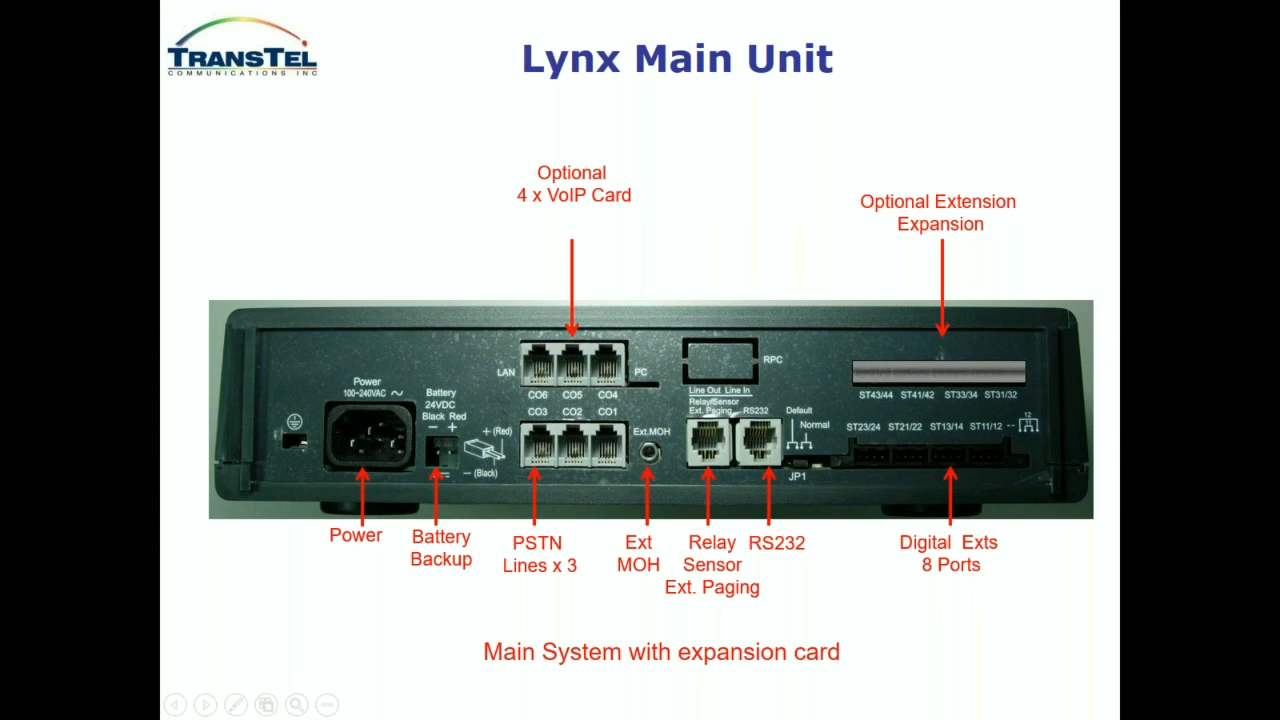 TRANSTEL
COMMUNICATIONS INC
Lynx Main Unit
Optional
4 x VoIP Card
Optional Extension
Expansion
LAN
PC
RPC
Power
100~240VAC ~
Battery
24VDC
Black Red
− +
+ (Red)
− (Black)
CO6 CO5 CO4
CO3 CO2 CO1
Ext.MOH
Line Out Line In
Relay/Sensor
Ext. Paging
RS232
Default
Normal
JP1
ST43/44 ST41/42 ST33/34 ST31/32
ST23/24 ST21/22 ST13/14 ST11/12
12
Power
Battery
Backup
PSTN
Lines x 3
Ext
MOH
Relay
Sensor
Ext. Paging
RS232
Digital Exts
8 Ports
Main System with expansion card